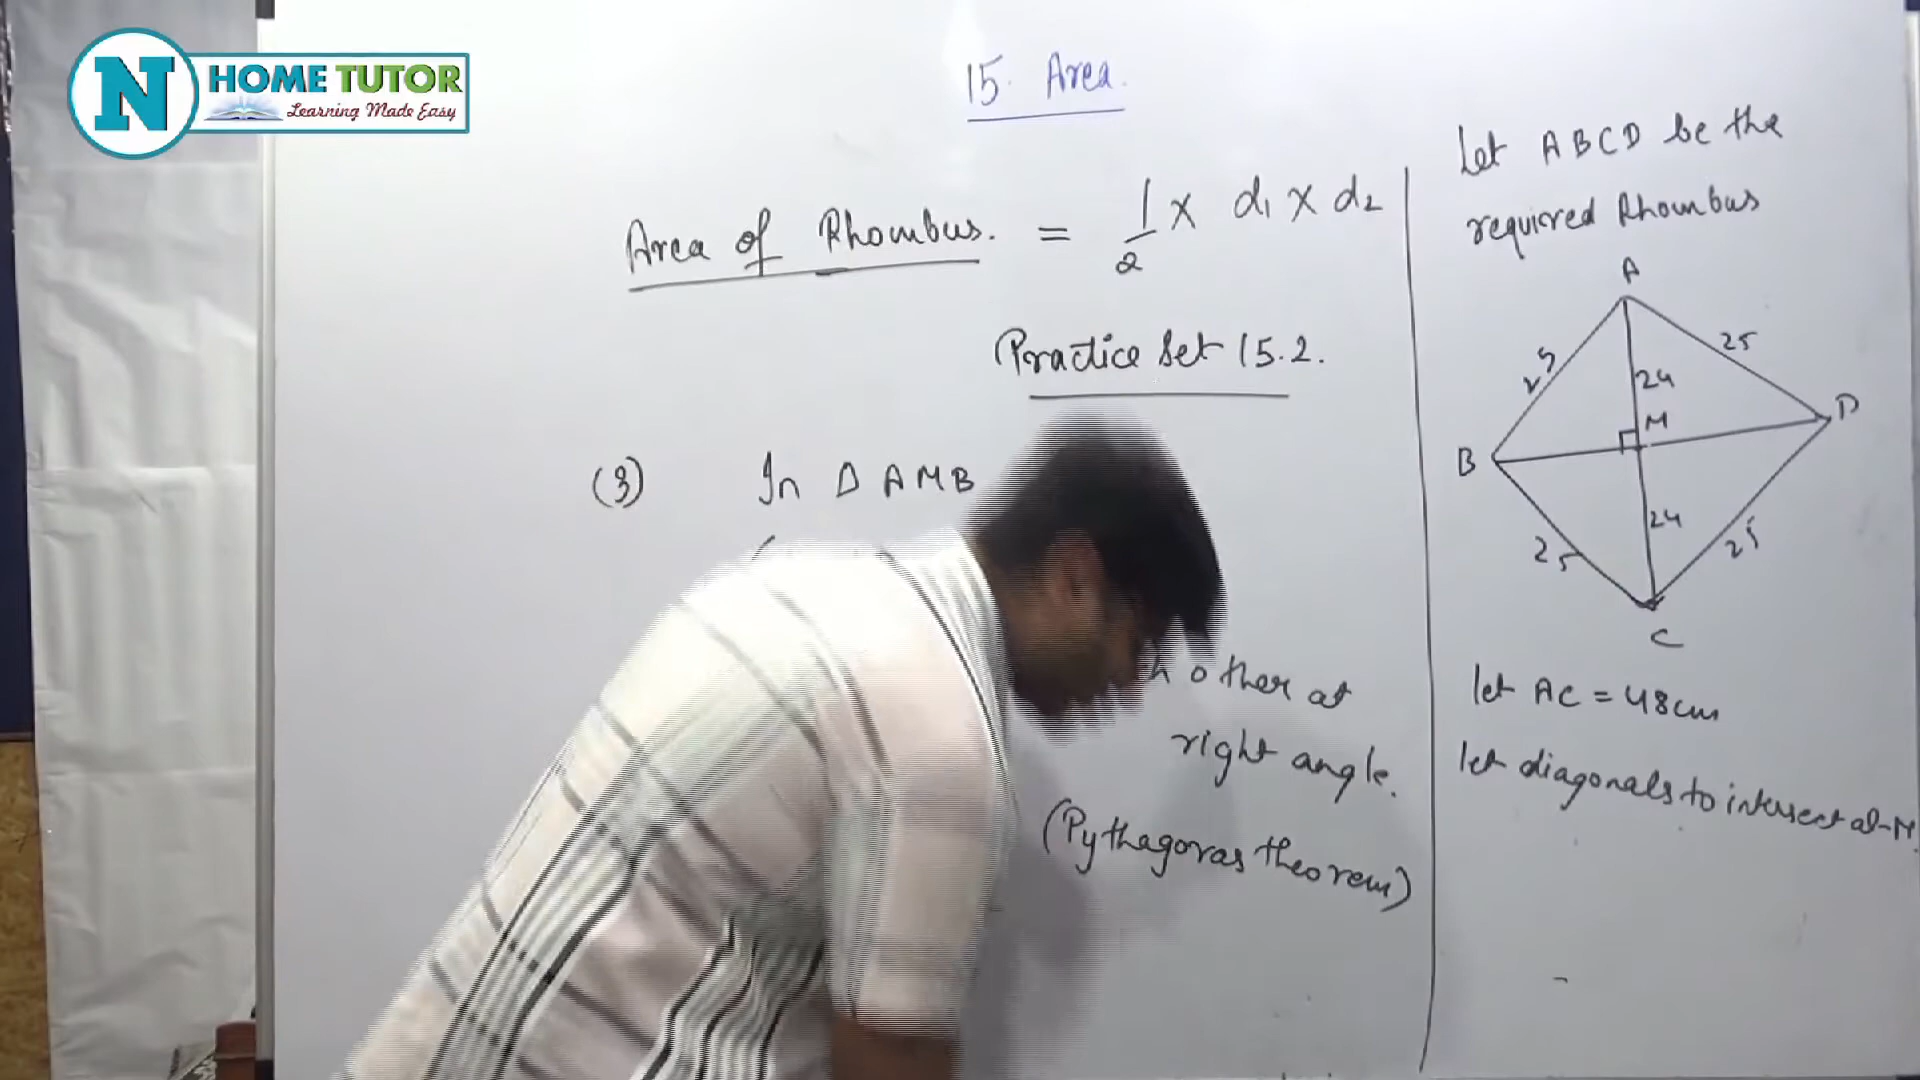 N HOME TUTOR
Learning Made Easy
15. Area.
Area of Rhombus. = 1/2 x d1 x d2
Practice Set 15.2.
(3) In Δ AMB
other at
right angle.
(Pythagoras theorem)
Let ABCD be the
required Rhombus
A
25 25
24
M
B D
24
25 25
C
let AC = 48cm
let diagonals to intersect at M.